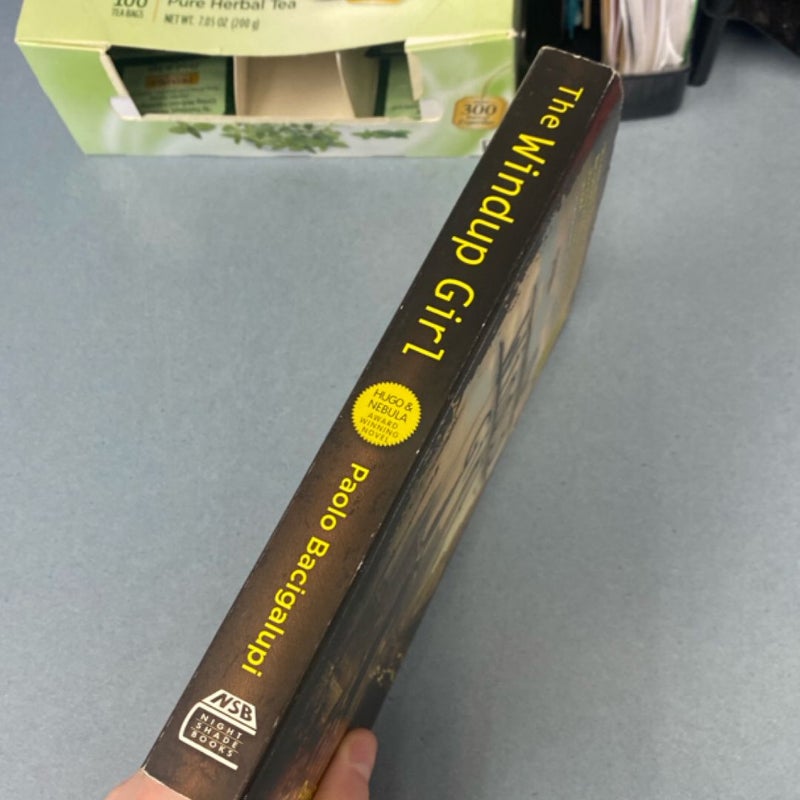 100
TEA BAGS
Pure Herbal Tea
NET WT. 7.05 OZ (200 g)
300
The Windup Girl
HUGO &
NEBULA
AWARD
WINNING
NOVEL
Paolo Bacigalupi
NSB
NIGHT
SHADE
BOOKS